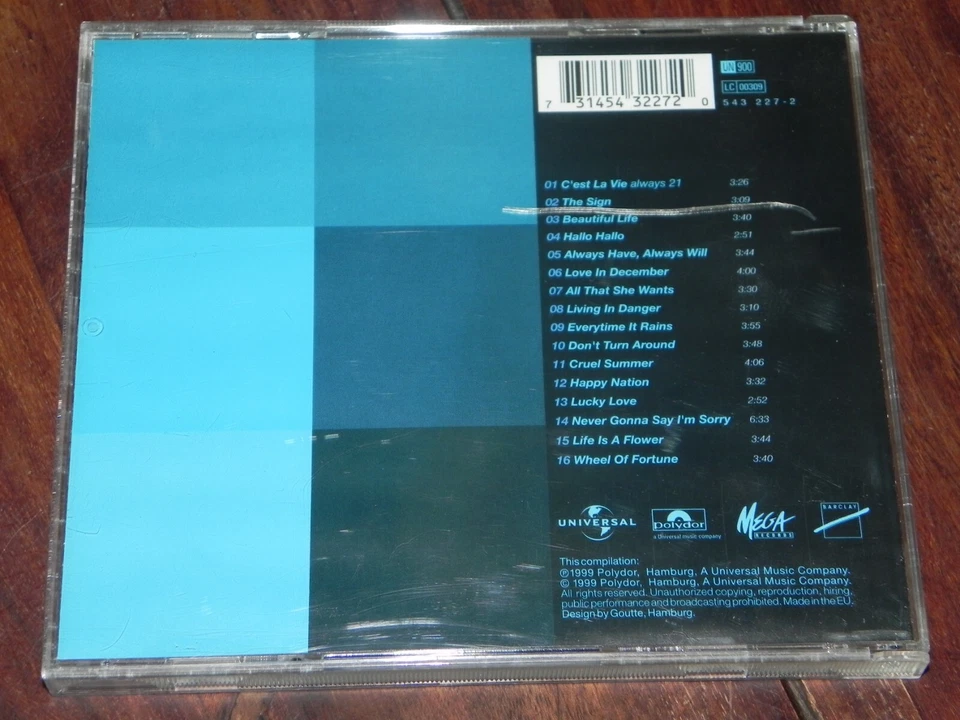 7 31454 32272 0
UN 900
LC 00309
543 227-2
01 C'est La Vie always 21 3:26
02 The Sign 3:09
03 Beautiful Life 3:40
04 Hallo Hallo 2:51
05 Always Have, Always Will 3:44
06 Love In December 4:00
07 All That She Wants 3:30
08 Living In Danger 3:10
09 Everytime It Rains 3:55
10 Don't Turn Around 3:48
11 Cruel Summer 4:06
12 Happy Nation 3:32
13 Lucky Love 2:52
14 Never Gonna Say I'm Sorry 6:33
15 Life Is A Flower 3:44
16 Wheel Of Fortune 3:40
UNIVERSAL
polydor
a Universal music company
MEGA
RECORDS
BARCLAY
This compilation:
℗ 1999 Polydor, Hamburg, A Universal Music Company.
© 1999 Polydor, Hamburg, A Universal Music Company.
All rights reserved. Unauthorized copying, reproduction, hiring,
public performance and broadcasting prohibited. Made in the EU.
Design by Goutte, Hamburg.